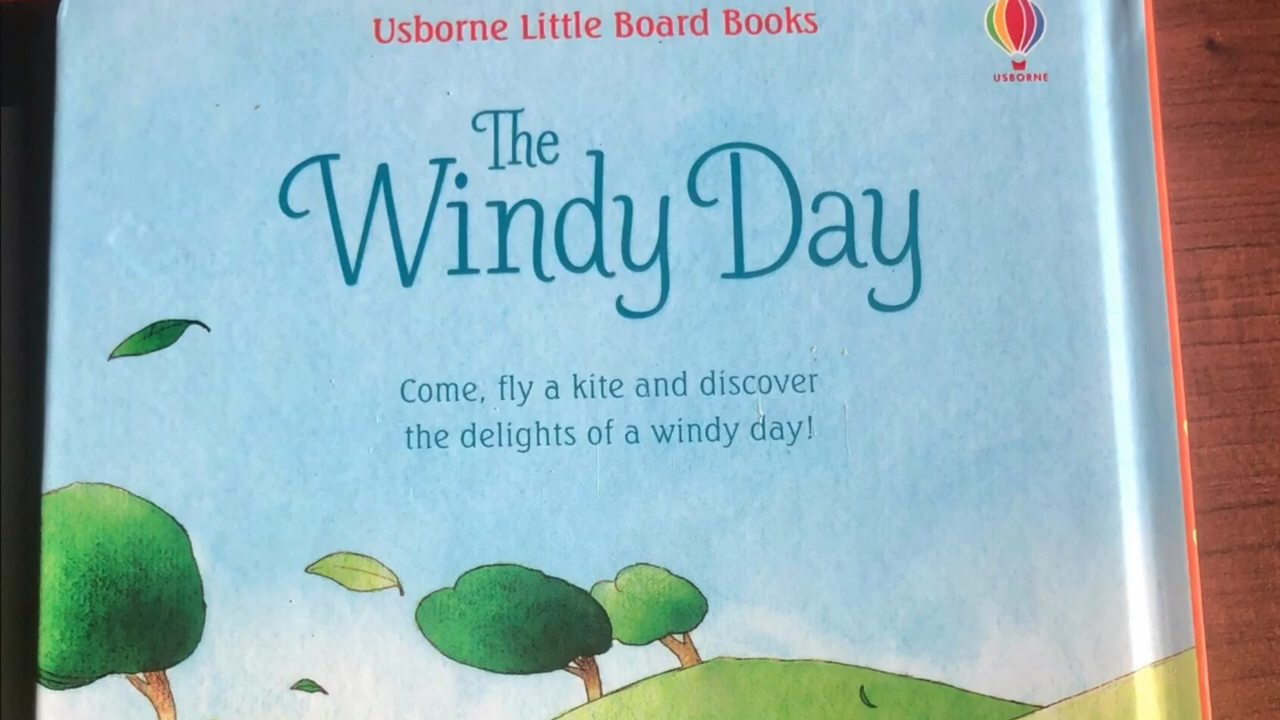 Usborne Little Board Books
USBORNE
The
Windy Day
Come, fly a kite and discover
the delights of a windy day!